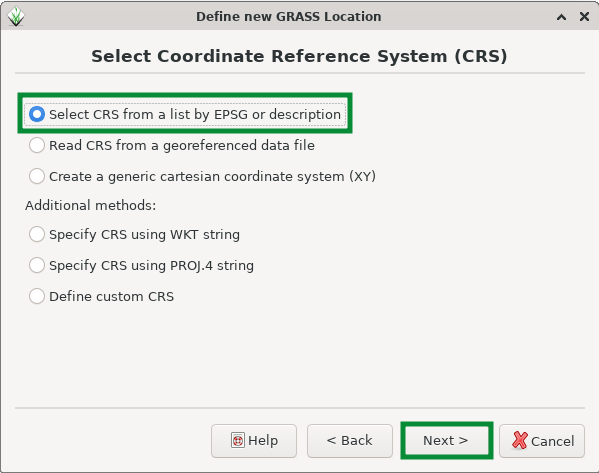 Define new GRASS Location
Select Coordinate Reference System (CRS)
Select CRS from a list by EPSG or description
Read CRS from a georeferenced data file
Create a generic cartesian coordinate system (XY)
Additional methods:
Specify CRS using WKT string
Specify CRS using PROJ.4 string
Define custom CRS
Help
< Back
Next >
Cancel